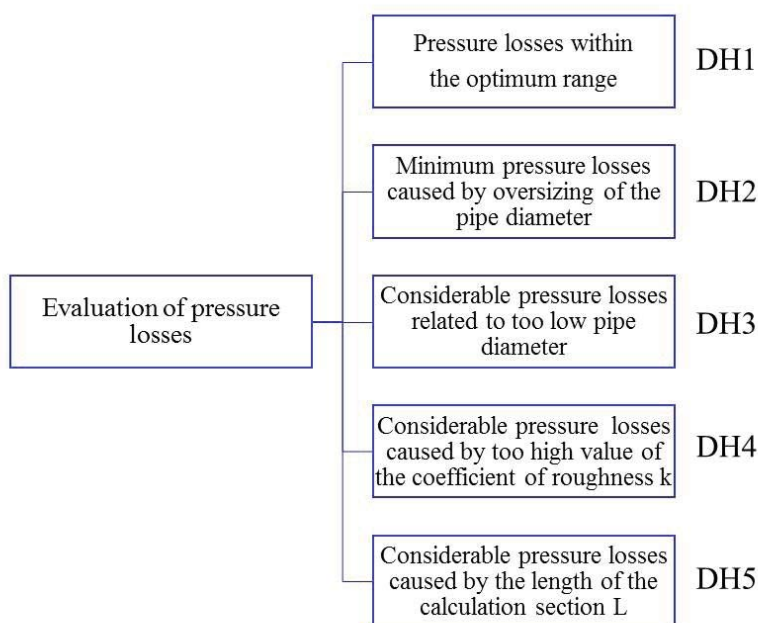 Pressure losses within
the optimum range
DH1
Minimum pressure losses
caused by oversizing of the
pipe diameter
DH2
Evaluation of pressure
losses
Considerable pressure losses
related to too low pipe
diameter
DH3
Considerable pressure losses
caused by too high value of
the coefficient of roughness k
DH4
Considerable pressure losses
caused by the length of the
calculation section L
DH5